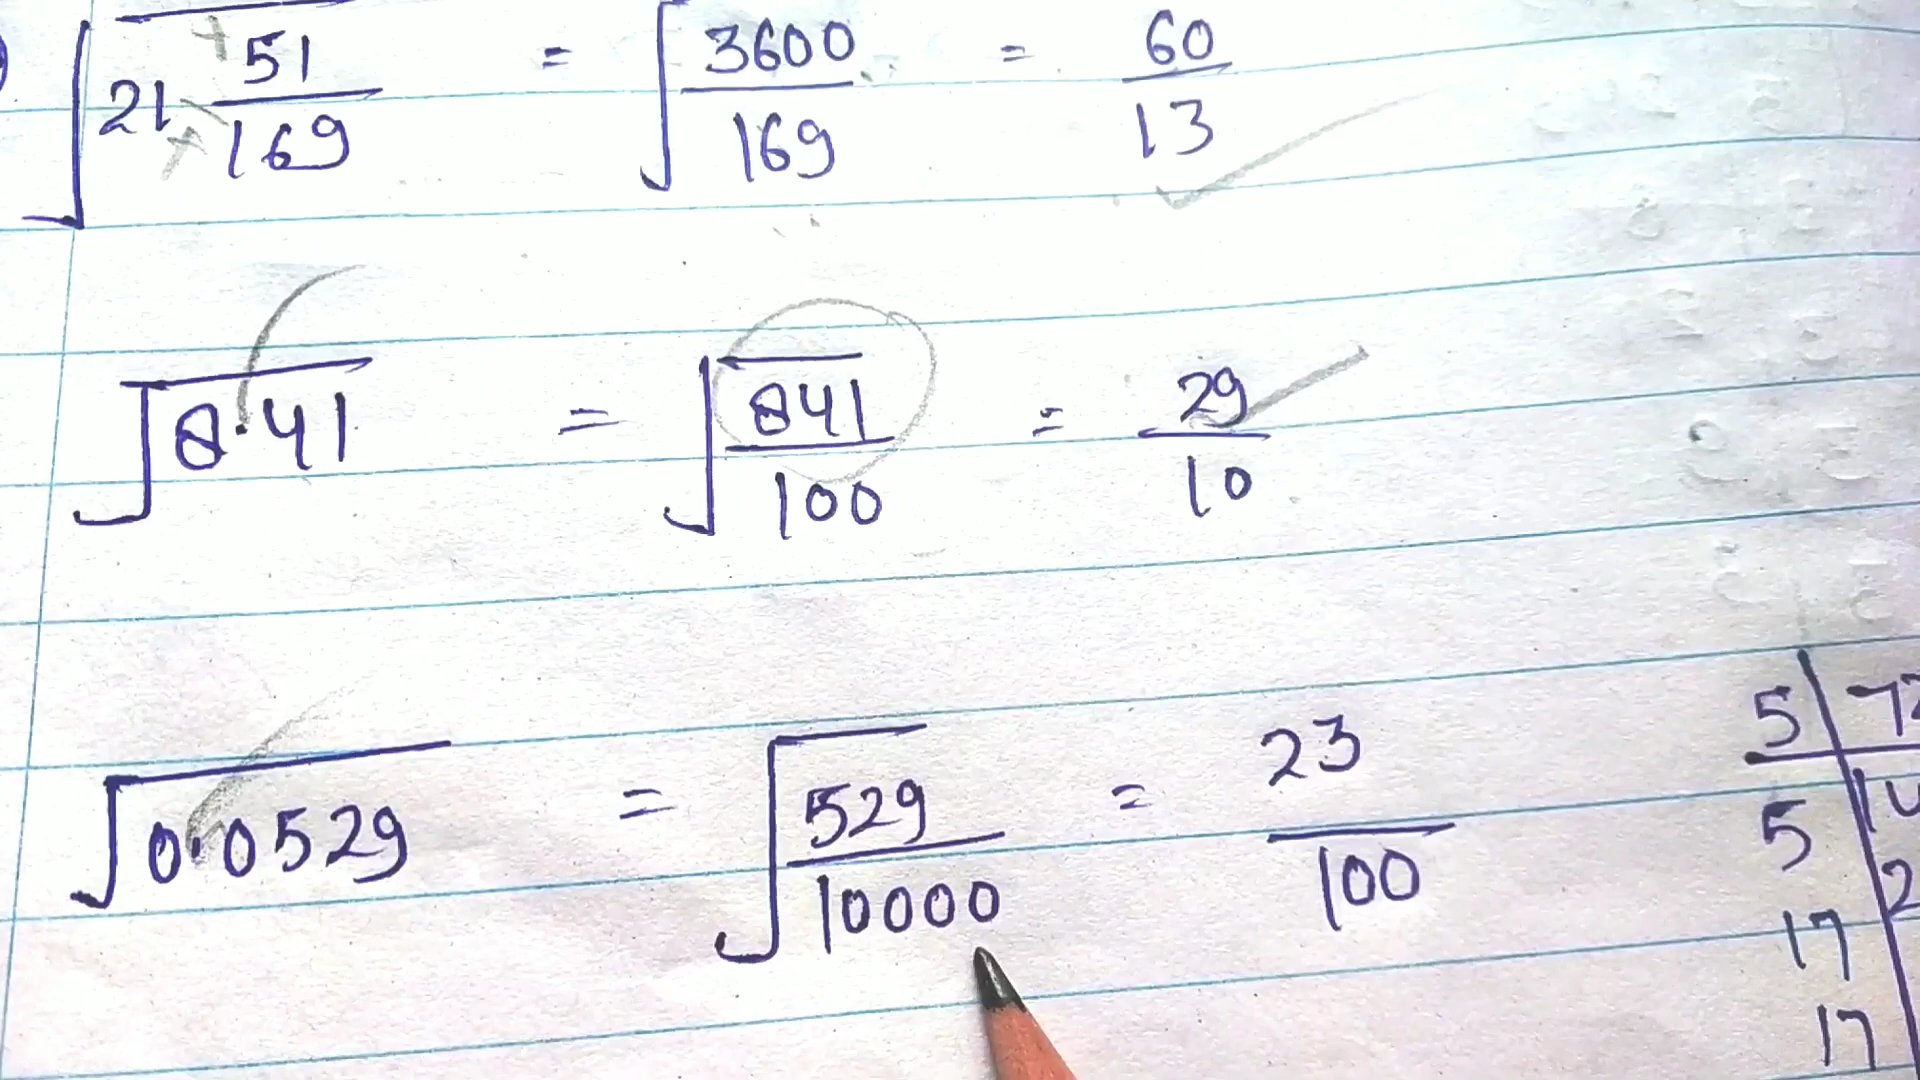 √(21 51/169) = √(3600/169) = 60/13
√8.41 = √(841/100) = 29/10
√0.0529 = √(529/10000) = 23/100
5
5
17
17